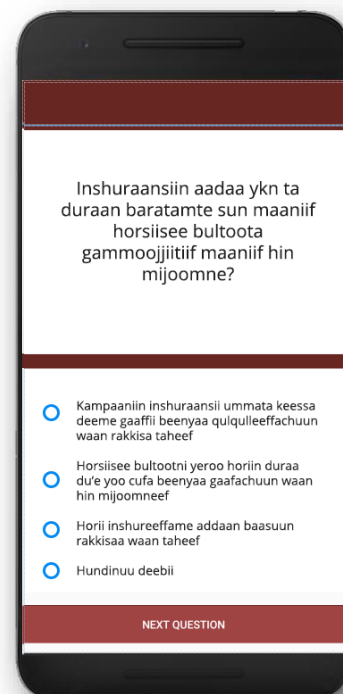 Inshuraansiin aadaa ykn ta
duraan baratamte sun maaniif
horsiisee bultoota
gammoojjiitiif maaniif hin
mijoomne?
Kampaaniin inshuraansii ummata keessa
deeme gaaffii beenyaa qulqulleeffachuun
waan rakkisa taheef
Horsiisee bultootni yeroo horiin duraa
du'e yoo cufa beenyaa gaafachuun waan
hin mijoomneef
Horii inshureeffame addaan baasuun
rakkisaa waan taheef
Hundinuu deebii
NEXT QUESTION